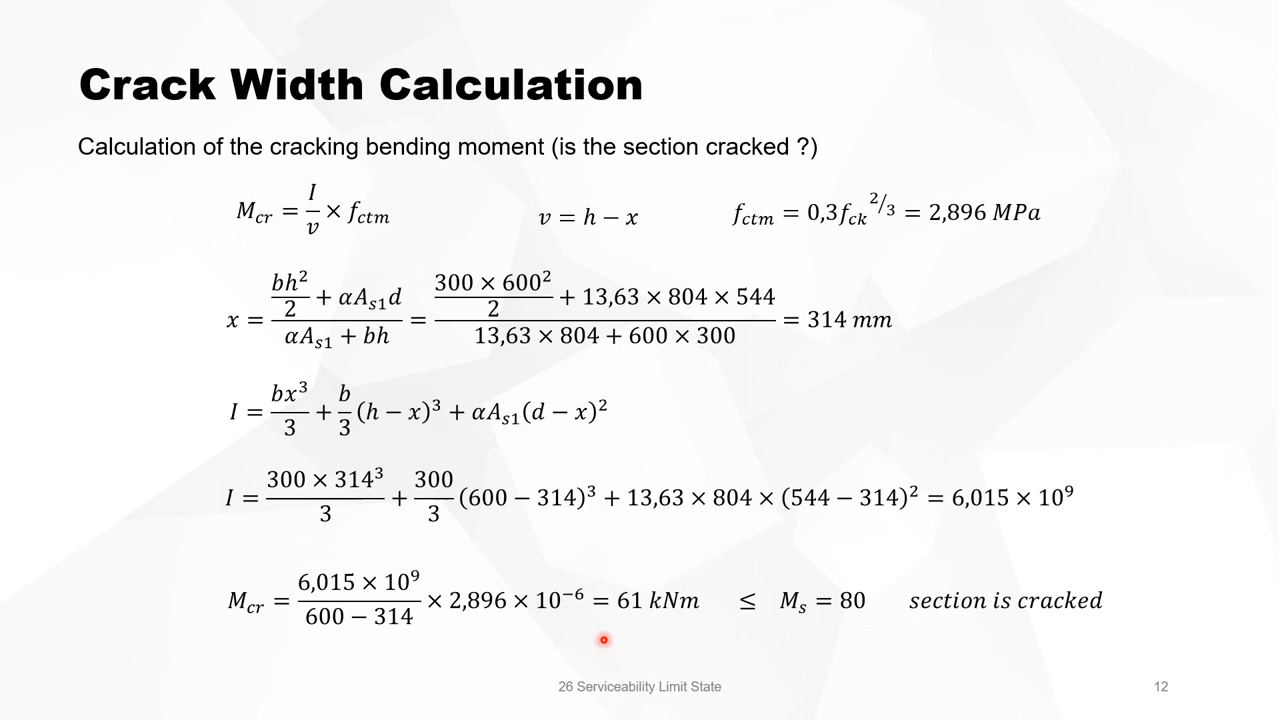 Crack Width Calculation
Calculation of the cracking bending moment (is the section cracked ?)
M_cr = I/v × f_ctm    v = h − x    f_ctm = 0,3f_ck^(2/3) = 2,896 MPa
x = (bh²/2 + αA_s1d)/(αA_s1 + bh) = (300 × 600²/2 + 13,63 × 804 × 544)/(13,63 × 804 + 600 × 300) = 314 mm
I = bx³/3 + b/3 (h − x)³ + αA_s1(d − x)²
I = 300 × 314³/3 + 300/3 (600 − 314)³ + 13,63 × 804 × (544 − 314)² = 6,015 × 10⁹
M_cr = 6,015 × 10⁹/(600 − 314) × 2,896 × 10⁻⁶ = 61 kNm    ≤    M_s = 80    section is cracked
26 Serviceability Limit State    12